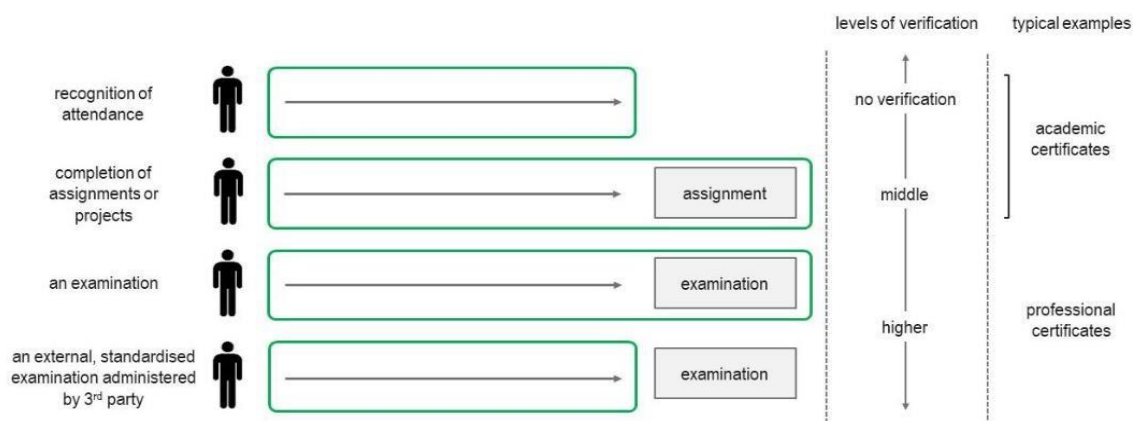 levels of verification
typical examples
recognition of
attendance
no verification
academic
certificates
completion of
assignments or
projects
assignment
middle
an examination
examination
higher
professional
certificates
an external, standardised
examination administered
by 3rd party
examination